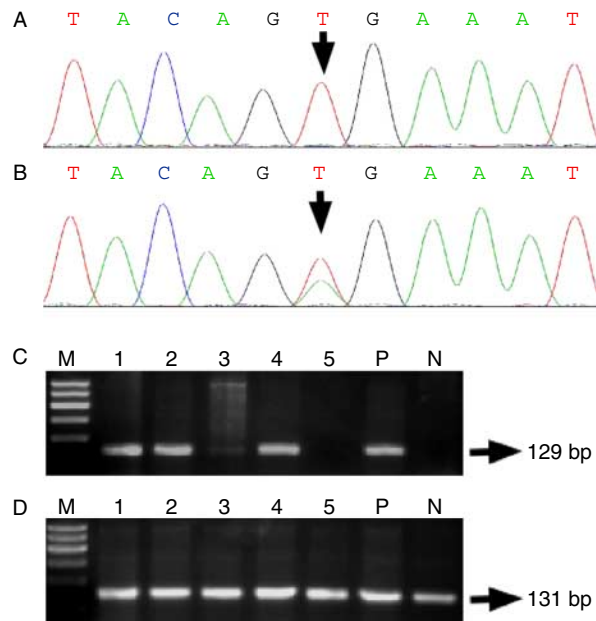 A T A C A G T G A A A T
B T A C A G T G A A A T
C M 1 2 3 4 5 P N
129 bp
D M 1 2 3 4 5 P N
131 bp